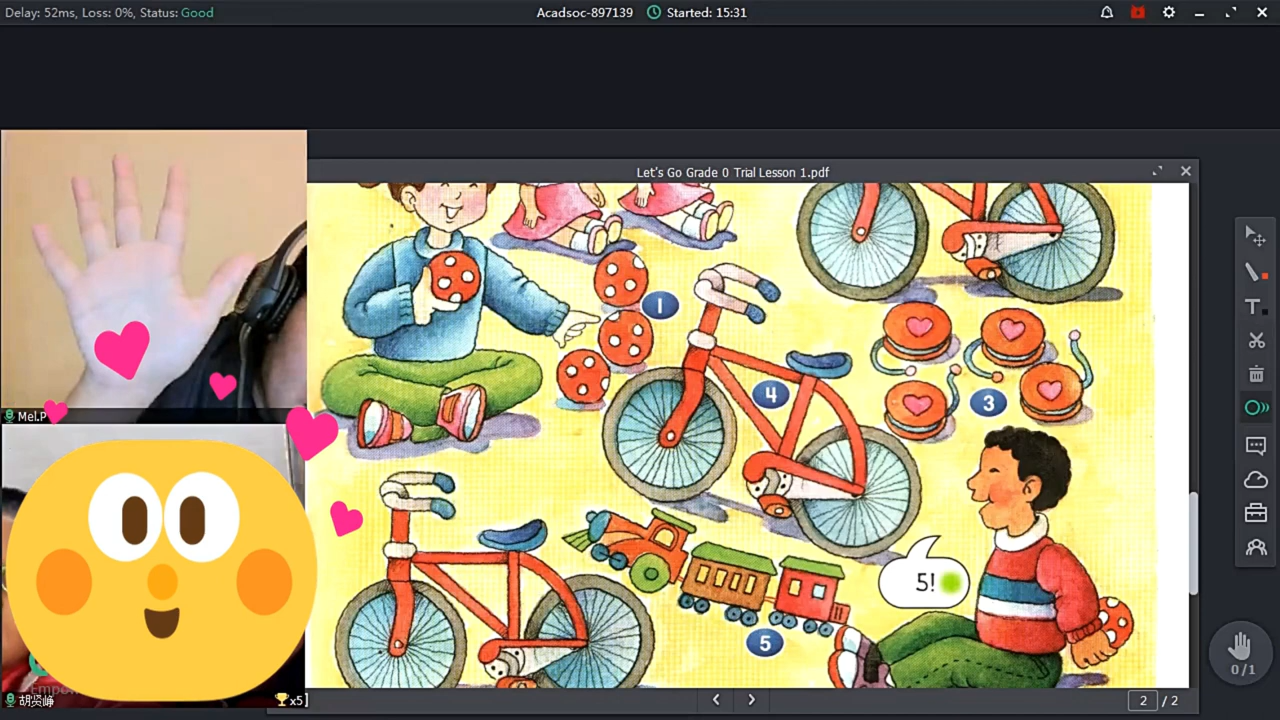 Delay: 52ms, Loss: 0%, Status: Good
Acadsoc-897139
Started: 15:31
Let's Go Grade 0 Trial Lesson 1.pdf
1
4
3
5!
5
Mel.P
胡贤峥
x5]
2 / 2
0/1